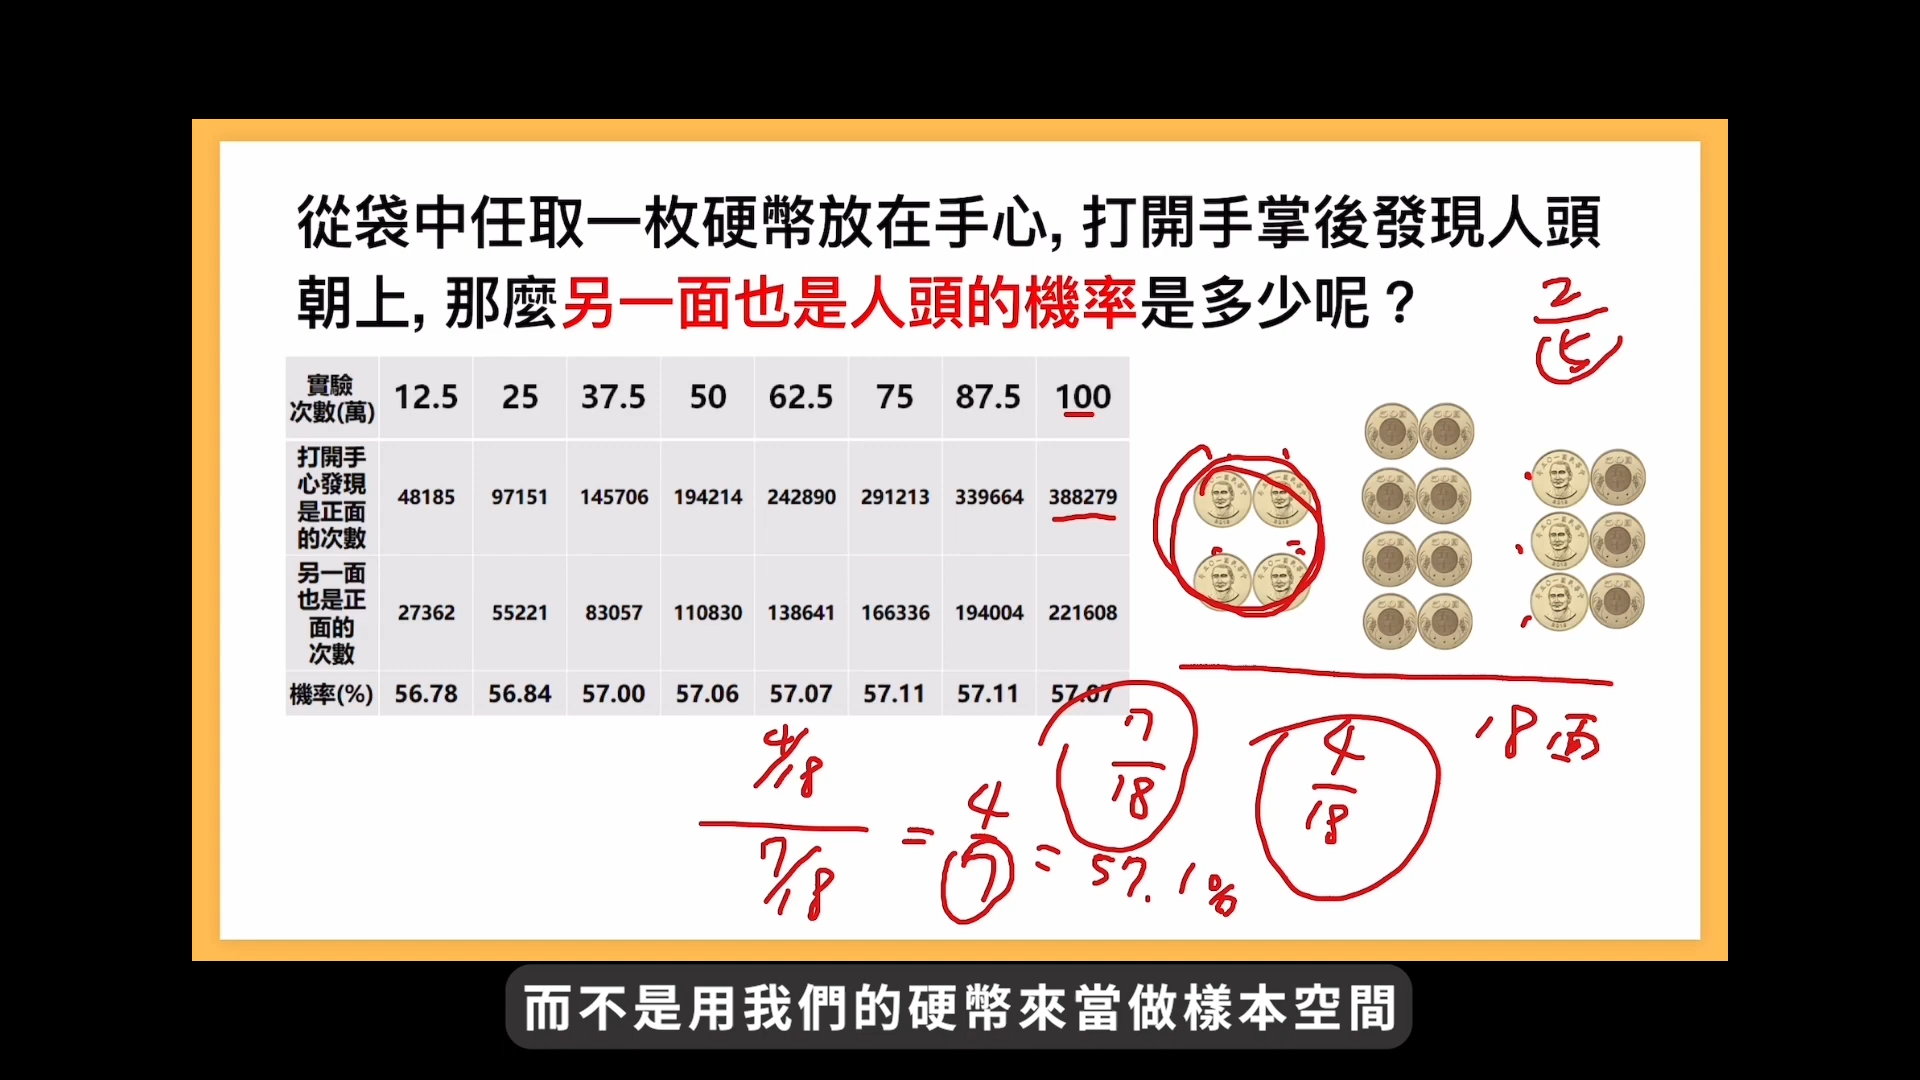 從袋中任取一枚硬幣放在手心, 打開手掌後發現人頭
朝上, 那麼另一面也是人頭的機率是多少呢？
2/5
實驗次數(萬) 12.5 25 37.5 50 62.5 75 87.5 100
打開手心發現是正面的次數 48185 97151 145706 194214 242890 291213 339664 388279
另一面也是正面的次數 27362 55221 83057 110830 138641 166336 194004 221608
機率(%) 56.78 56.84 57.00 57.06 57.07 57.11 57.11 57.07
7/18
4/18
18面
4/18
7/18
= 4/7 = 57.1%
而不是用我們的硬幣來當做樣本空間